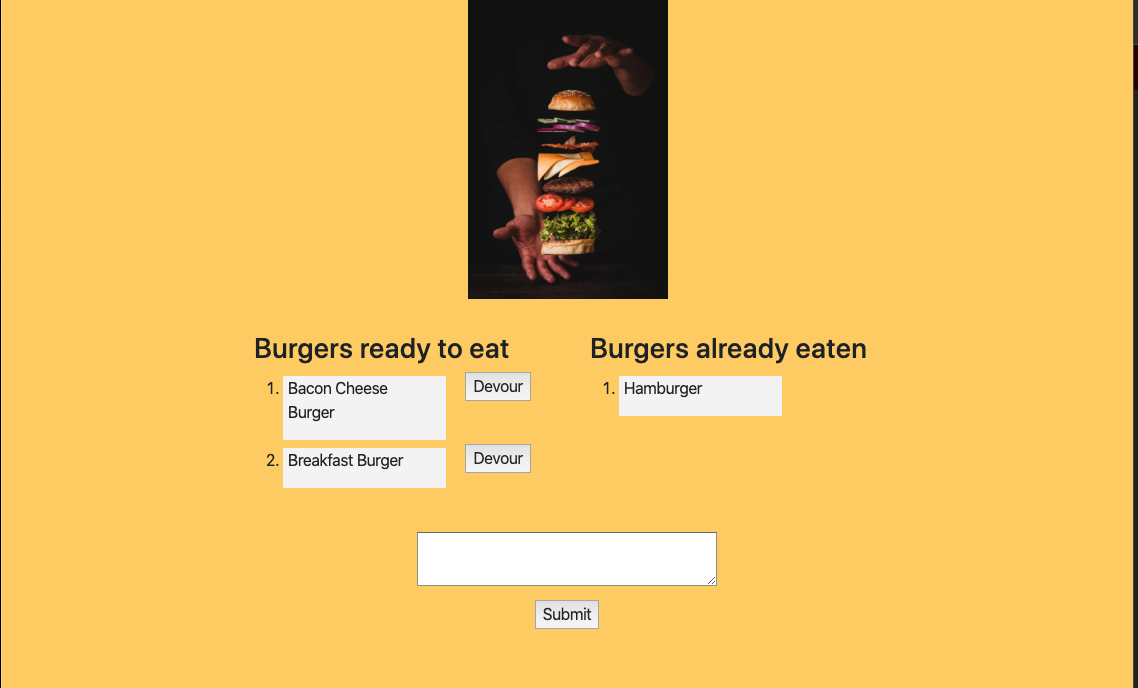 Burgers ready to eat
1. Bacon Cheese
Burger
Devour
2. Breakfast Burger
Devour
Burgers already eaten
1. Hamburger
Submit